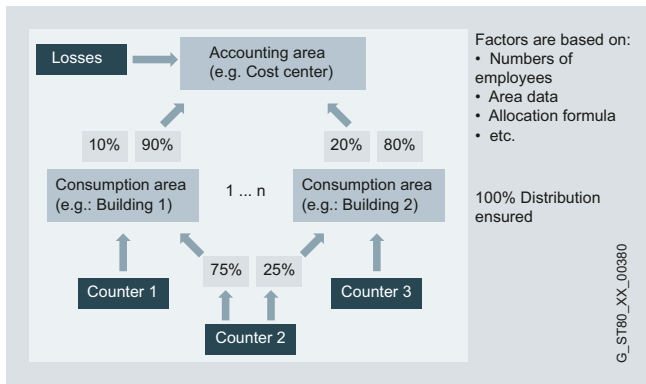 Losses
Accounting area
(e.g. Cost center)
Factors are based on:
• Numbers of
employees
• Area data
• Allocation formula
• etc.
10%
90%
20%
80%
Consumption area
(e.g.: Building 1)
1 ... n
Consumption area
(e.g.: Building 2)
100% Distribution
ensured
75%
25%
Counter 1
Counter 3
Counter 2
G_ST80_XX_00380